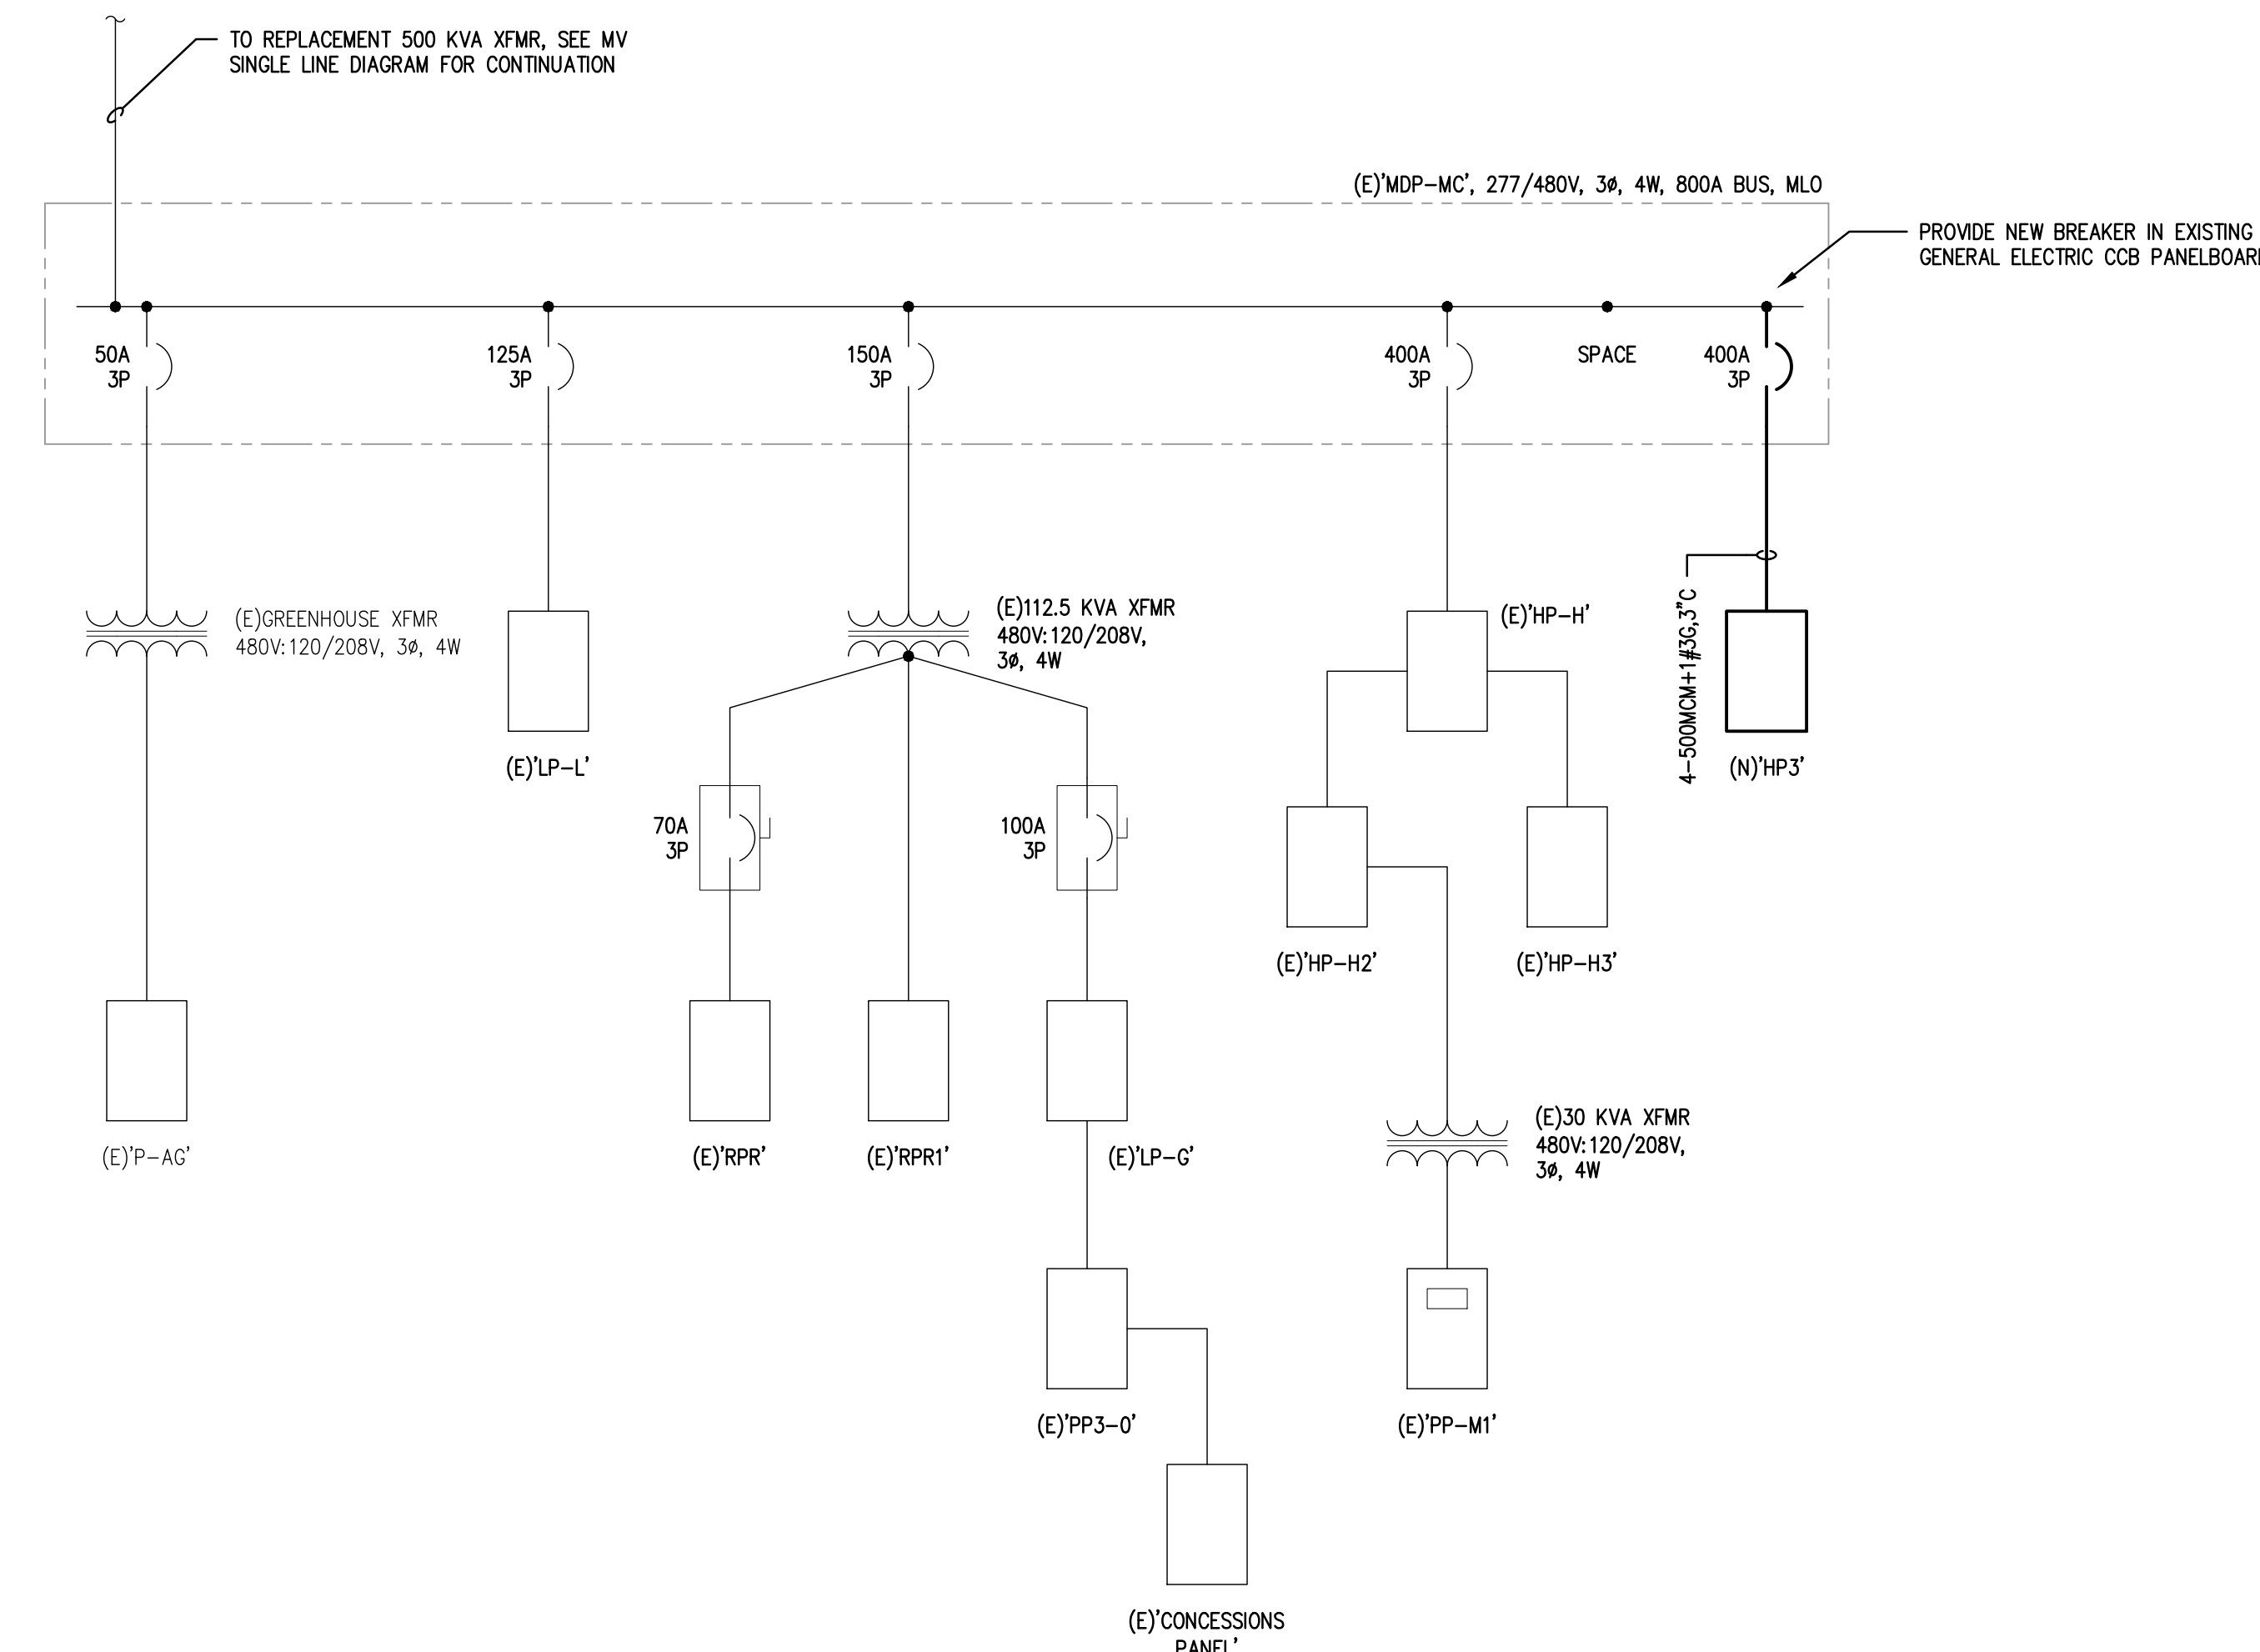 TO REPLACEMENT 500 KVA XFMR, SEE MV
SINGLE LINE DIAGRAM FOR CONTINUATION
(E)'MDP-MC', 277/480V, 3ø, 4W, 800A BUS, MLO
PROVIDE NEW BREAKER IN EXISTING
GENERAL ELECTRIC CCB PANELBOARD
50A
3P
125A
3P
150A
3P
400A
3P
SPACE
400A
3P
(E)GREENHOUSE XFMR
480V:120/208V, 3ø, 4W
(E)112.5 KVA XFMR
480V:120/208V,
3ø, 4W
(E)'HP-H'
4-500MCM+1#3G,3"C
(E)'LP-L'
(N)'HP3'
70A
3P
100A
3P
(E)'HP-H2'
(E)'HP-H3'
(E)30 KVA XFMR
480V:120/208V,
3ø, 4W
(E)'P-AG'
(E)'RPR'
(E)'RPR1'
(E)'LP-G'
(E)'PP3-0'
(E)'PP-M1'
(E)'CONCESSIONS
PANEL'